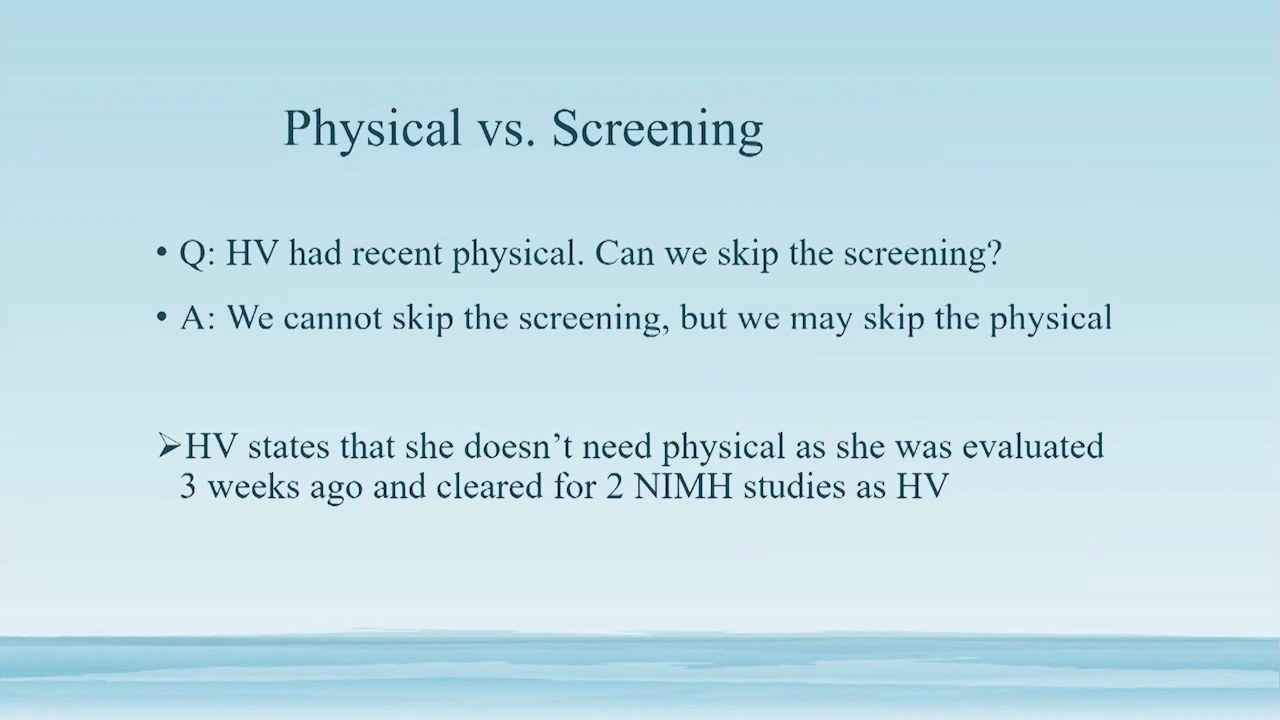 Physical vs. Screening
• Q: HV had recent physical. Can we skip the screening?
• A: We cannot skip the screening, but we may skip the physical
➢HV states that she doesn’t need physical as she was evaluated
3 weeks ago and cleared for 2 NIMH studies as HV